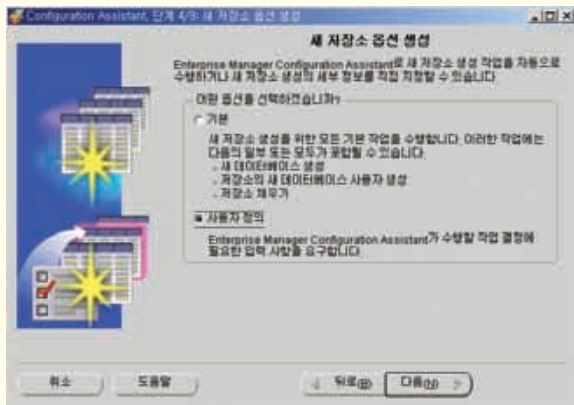 Configuration Assistant, 단계 4/9: 새 저장소 옵션 생성
새 저장소 옵션 생성
Enterprise Manager Configuration Assistant로 새 저장소 생성 작업을 자동으로
수행하거나 새 저장소 생성의 세부 정보를 직접 지정할 수 있습니다.
어떤 옵션을 선택하겠습니까?
기본
새 저장소 생성을 위한 모든 기본 작업을 수행합니다. 이러한 작업에는
다음의 일부 또는 모두가 포함될 수 있습니다.
- 새 데이터베이스 생성
- 저장소의 새 데이터베이스 사용자 생성
- 저장소 채우기
사용자 정의
Enterprise Manager Configuration Assistant가 수행할 작업 결정에
필요한 입력 사항을 요구합니다.
취소
도움말
뒤로(B)
다음(N)